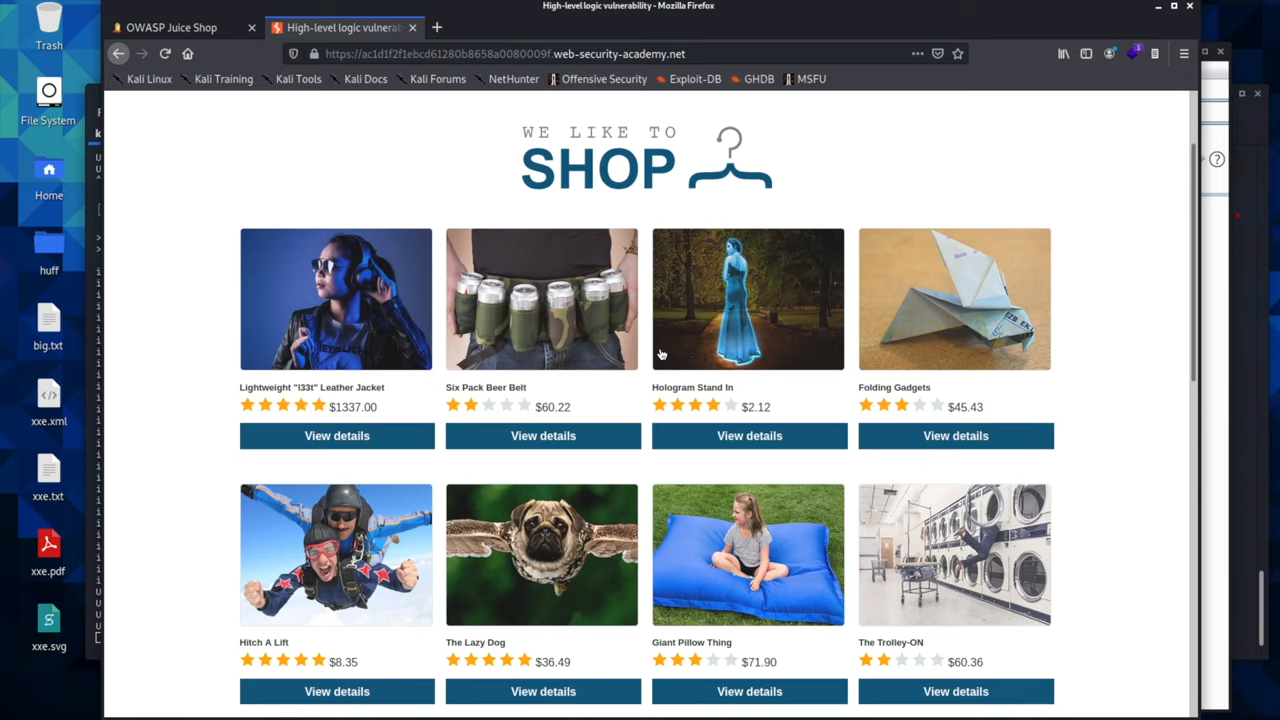 High-level logic vulnerability - Mozilla Firefox
OWASP Juice Shop
High-level logic vulnerab
https://ac1d1f2f1ebcd61280b8658a0080009f.web-security-academy.net
Kali Linux Kali Training Kali Tools Kali Docs Kali Forums NetHunter Offensive Security Exploit-DB GHDB MSFU
Trash
File System
Home
huff
big.txt
xxe.xml
xxe.txt
xxe.pdf
xxe.svg
WE LIKE TO
SHOP
Lightweight "l33t" Leather Jacket
$1337.00
View details
Six Pack Beer Belt
$60.22
View details
Hologram Stand In
$2.12
View details
Folding Gadgets
$45.43
View details
Hitch A Lift
$8.35
View details
The Lazy Dog
$36.49
View details
Giant Pillow Thing
$71.90
View details
The Trolley-ON
$60.36
View details